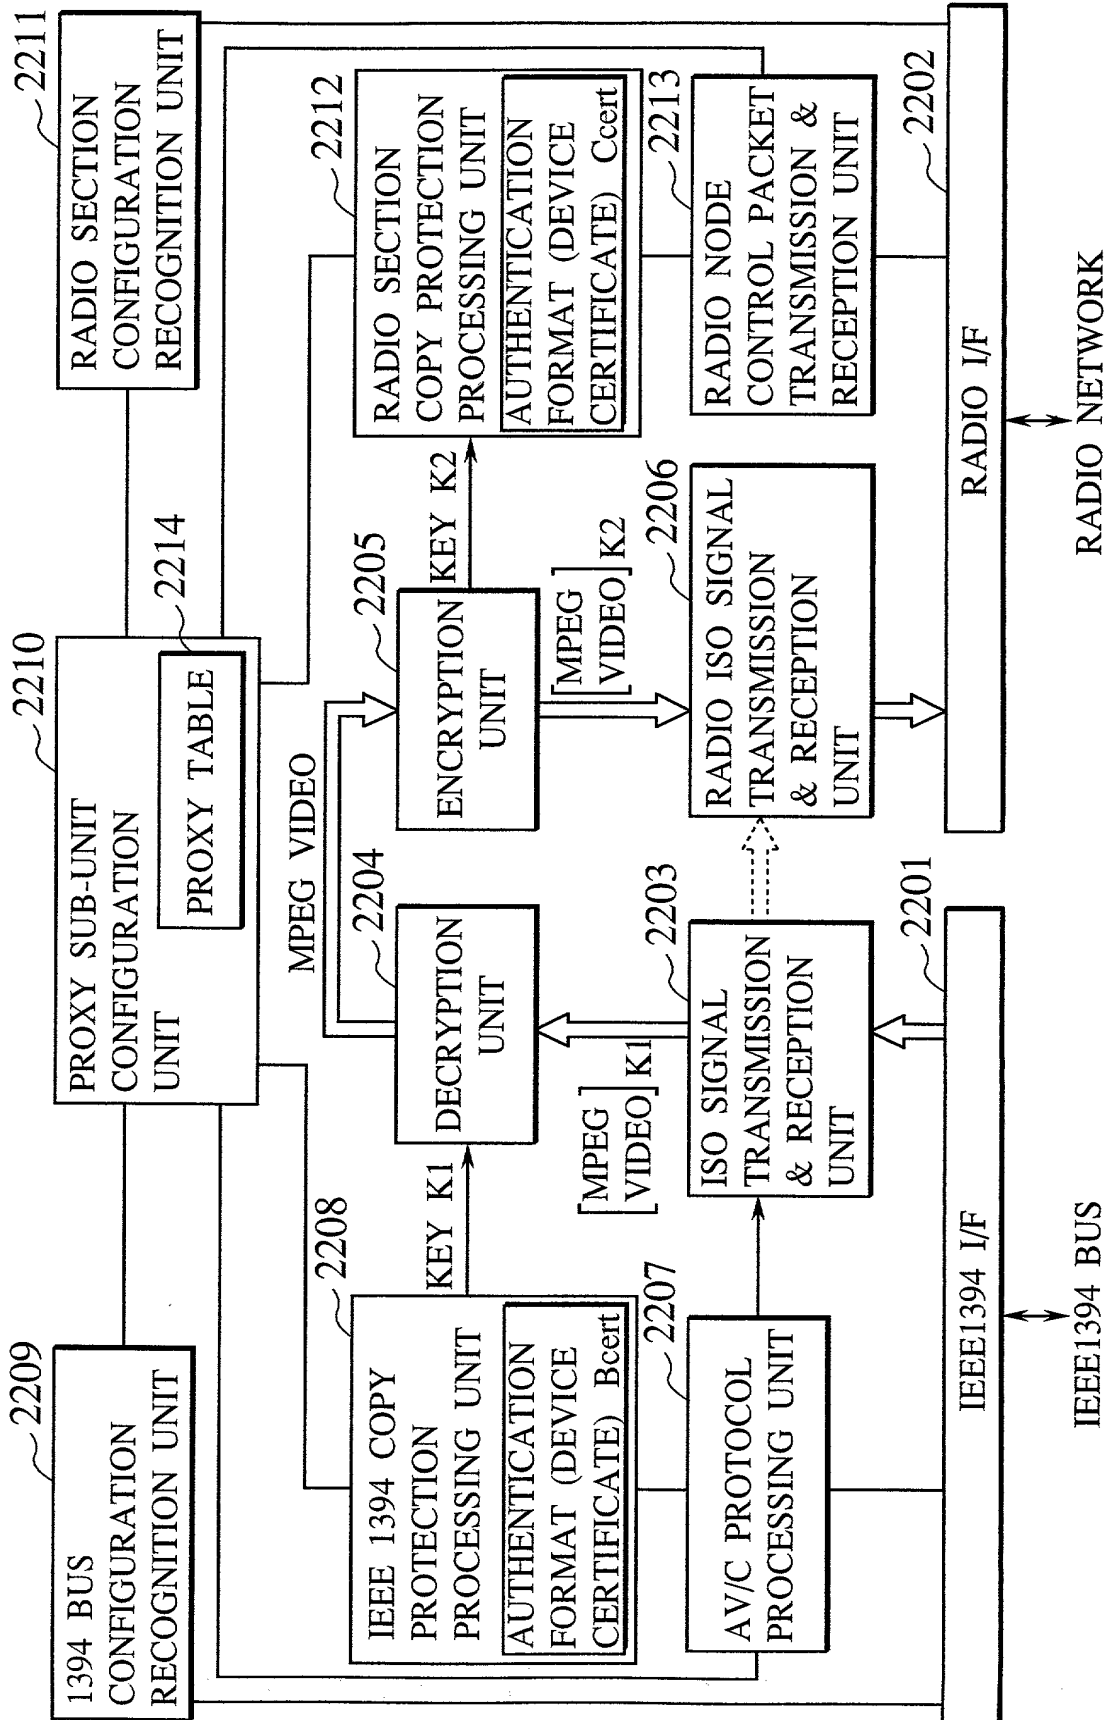 2209
1394 BUS
CONFIGURATION
RECOGNITION UNIT
2210
PROXY SUB-UNIT
CONFIGURATION
UNIT
2214
PROXY TABLE
2211
RADIO SECTION
CONFIGURATION
RECOGNITION UNIT
MPEG VIDEO
2208
IEEE 1394 COPY
PROTECTION
PROCESSING UNIT
AUTHENTICATION
FORMAT (DEVICE
CERTIFICATE) Bcert
KEY K1
2204
DECRYPTION
UNIT
2205
ENCRYPTION
UNIT
KEY K2
2212
RADIO SECTION
COPY PROTECTION
PROCESSING UNIT
AUTHENTICATION
FORMAT (DEVICE
CERTIFICATE) Ccert
[MPEG
VIDEO] K1
[MPEG
VIDEO] K2
2207
AV/C PROTOCOL
PROCESSING UNIT
2203
ISO SIGNAL
TRANSMISSION
& RECEPTION
UNIT
2206
RADIO ISO SIGNAL
TRANSMISSION
& RECEPTION
UNIT
2213
RADIO NODE
CONTROL PACKET
TRANSMISSION &
RECEPTION UNIT
2201
IEEE1394 I/F
2202
RADIO I/F
IEEE1394 BUS
RADIO NETWORK